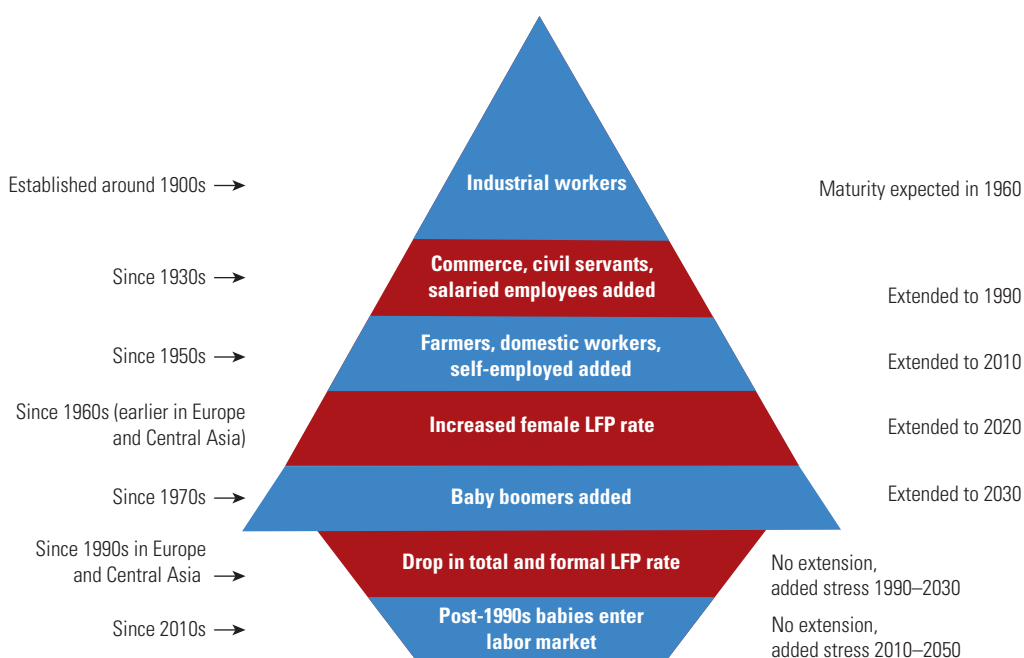 Established around 1900s
Industrial workers
Maturity expected in 1960
Since 1930s
Commerce, civil servants,
salaried employees added
Extended to 1990
Since 1950s
Farmers, domestic workers,
self-employed added
Extended to 2010
Since 1960s (earlier in Europe
and Central Asia)
Increased female LFP rate
Extended to 2020
Since 1970s
Baby boomers added
Extended to 2030
Since 1990s in Europe
and Central Asia
Drop in total and formal LFP rate
No extension,
added stress 1990–2030
Since 2010s
Post-1990s babies enter
labor market
No extension,
added stress 2010–2050